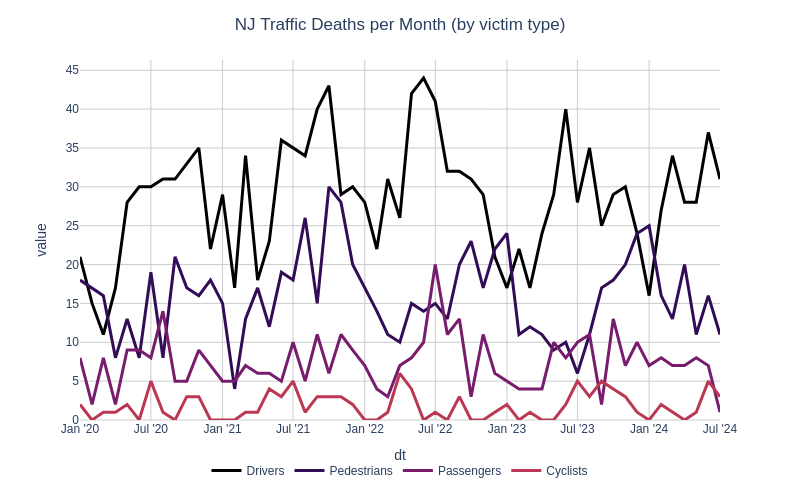 NJ Traffic Deaths per Month (by victim type)
value
45
40
35
30
25
20
15
10
5
0
Jan '20 Jul '20 Jan '21 Jul '21 Jan '22 Jul '22 Jan '23 Jul '23 Jan '24 Jul '24
dt
Drivers Pedestrians Passengers Cyclists